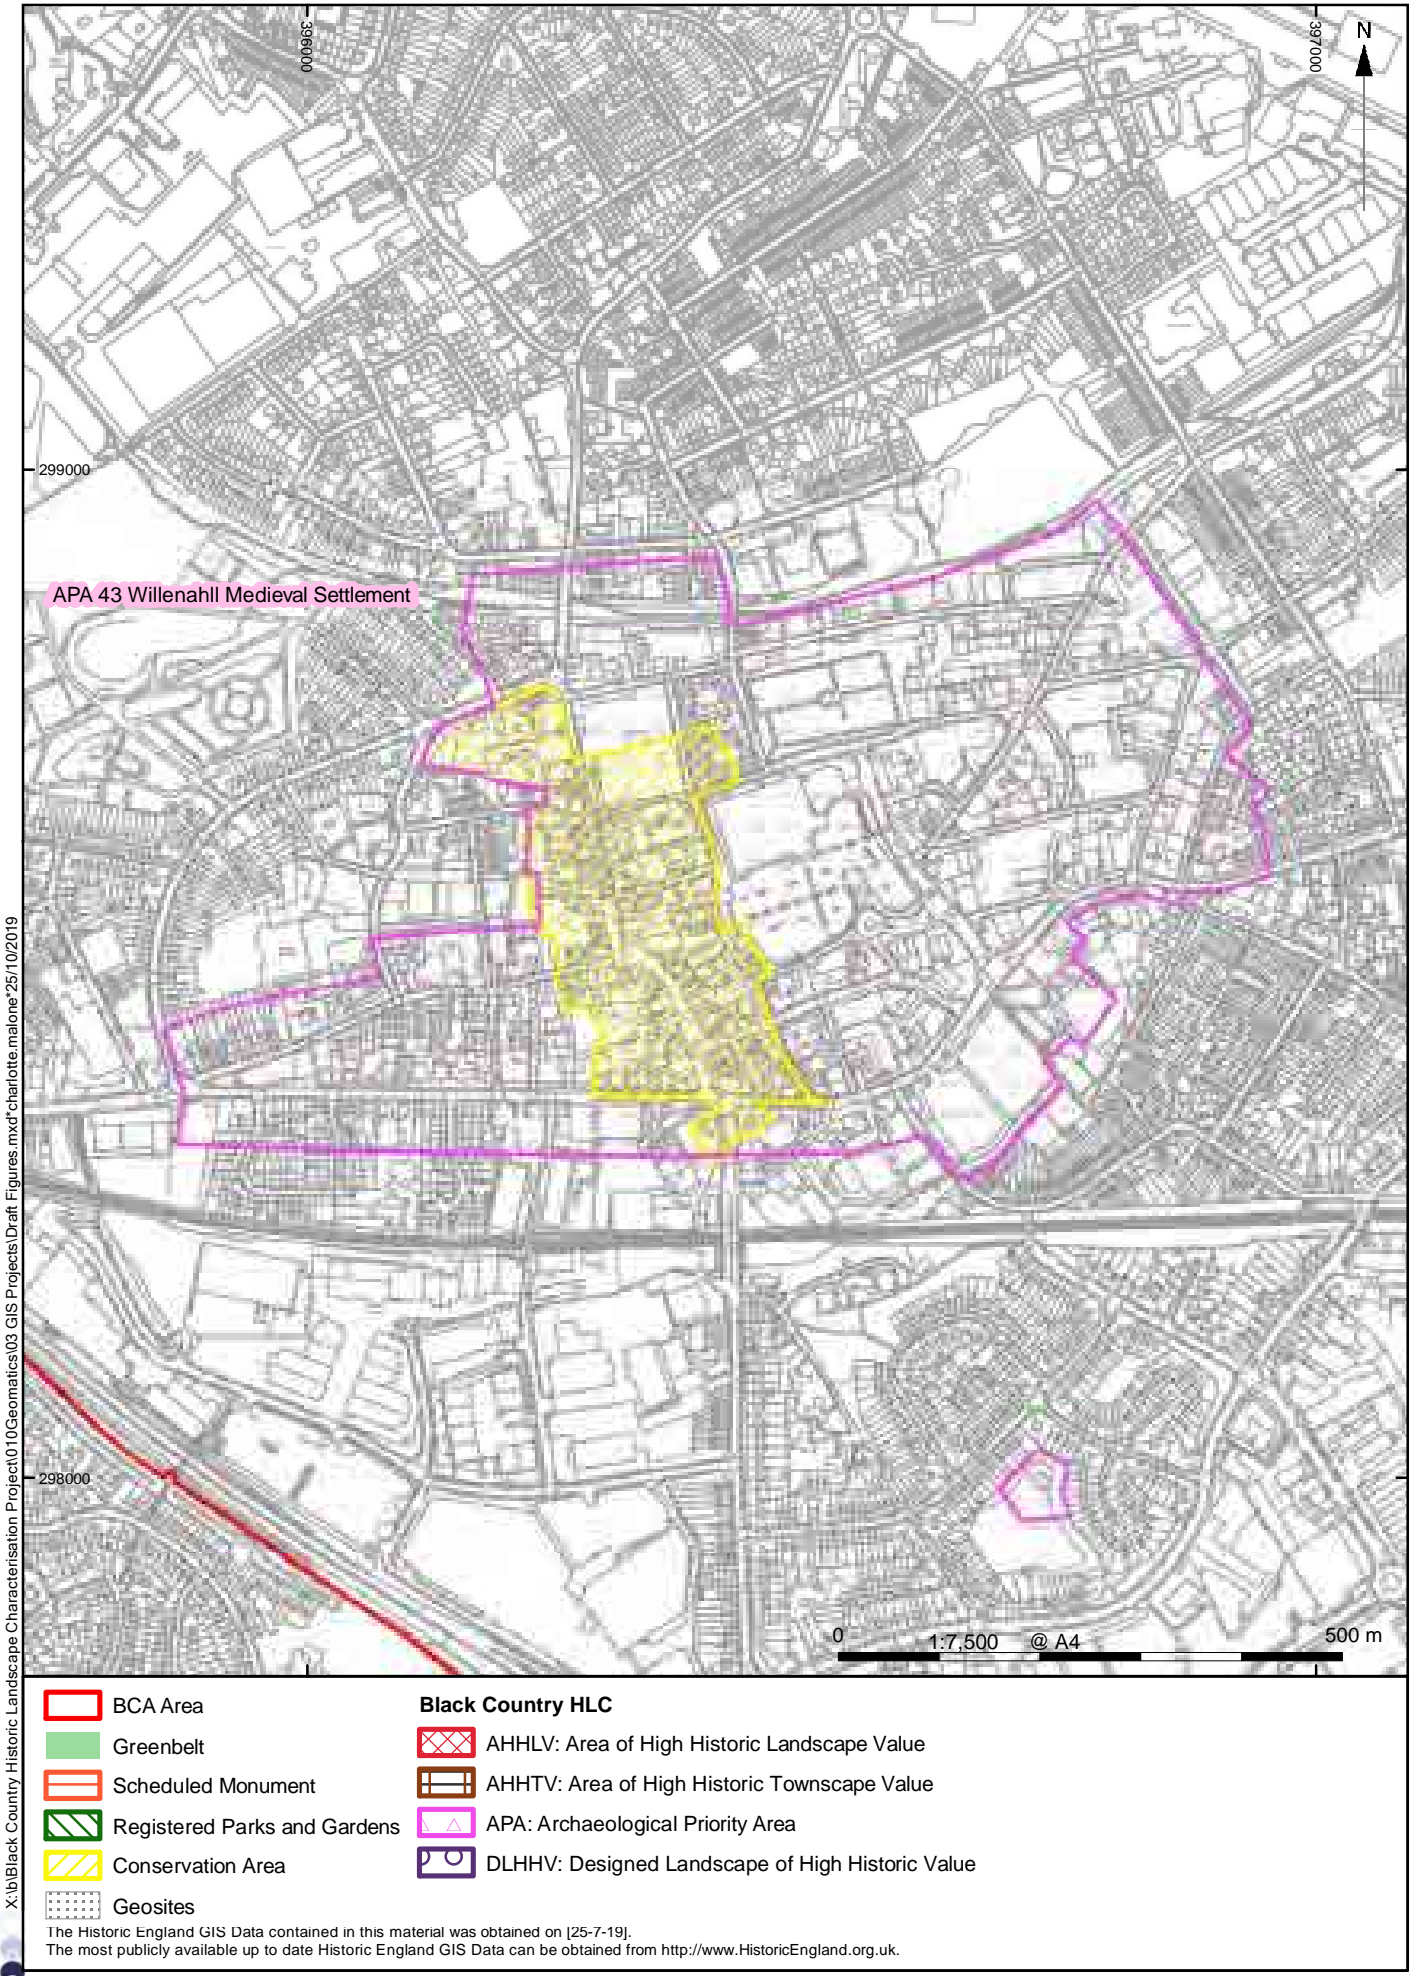 396000
397000
N
299000
APA 43 Willenahll Medieval Settlement
298000
0
1:7,500 @ A4
500 m
X:\b\Black Country Historic Landscape Characterisation Project\010Geomatics\03 GIS Projects\Draft Figures.mxd*charlotte.malone*25/10/2019
BCA Area
Greenbelt
Scheduled Monument
Registered Parks and Gardens
Conservation Area
Geosites
Black Country HLC
AHHLV: Area of High Historic Landscape Value
AHHTV: Area of High Historic Townscape Value
APA: Archaeological Priority Area
DLHHV: Designed Landscape of High Historic Value
The Historic England GIS Data contained in this material was obtained on [25-7-19].
The most publicly available up to date Historic England GIS Data can be obtained from http://www.HistoricEngland.org.uk.